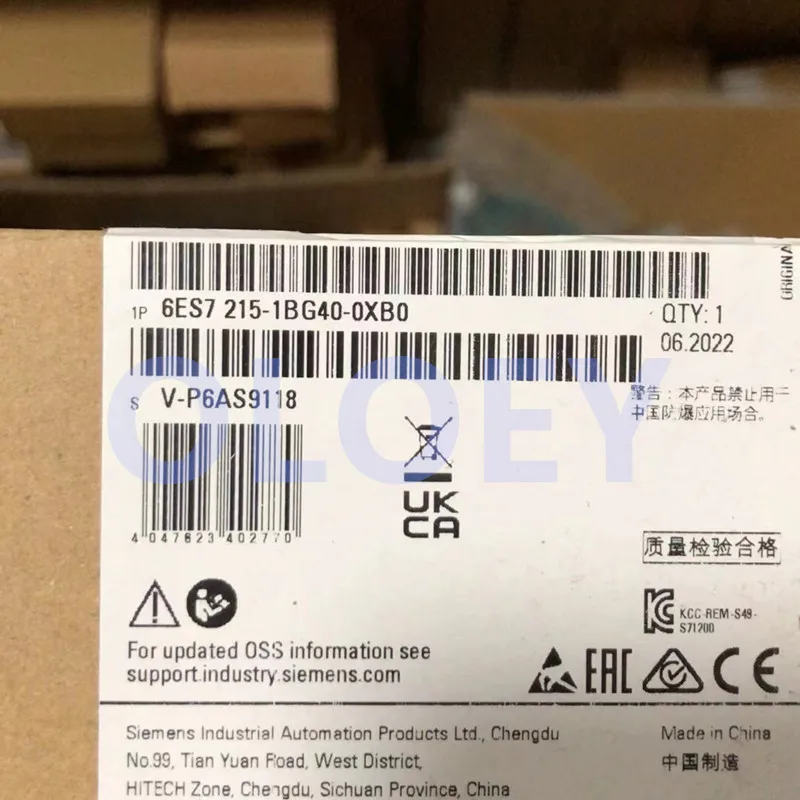 ORIGINA
1P 6ES7 215-1BG40-0XB0
QTY: 1
06.2022
S V-P6AS9118
警告：本产品禁止用于
中国防爆应用场合。
OLOEY
4 047623 402770
UK
CA
质量检验合格
KCC-REM-S49-
S71200
For updated OSS information see
support.industry.siemens.com
EAC CE
Siemens Industrial Automation Products Ltd., Chengdu
No.99, Tian Yuan Road, West District,
HITECH Zone, Chengdu, Sichuan Province, China
Made in China
中国制造